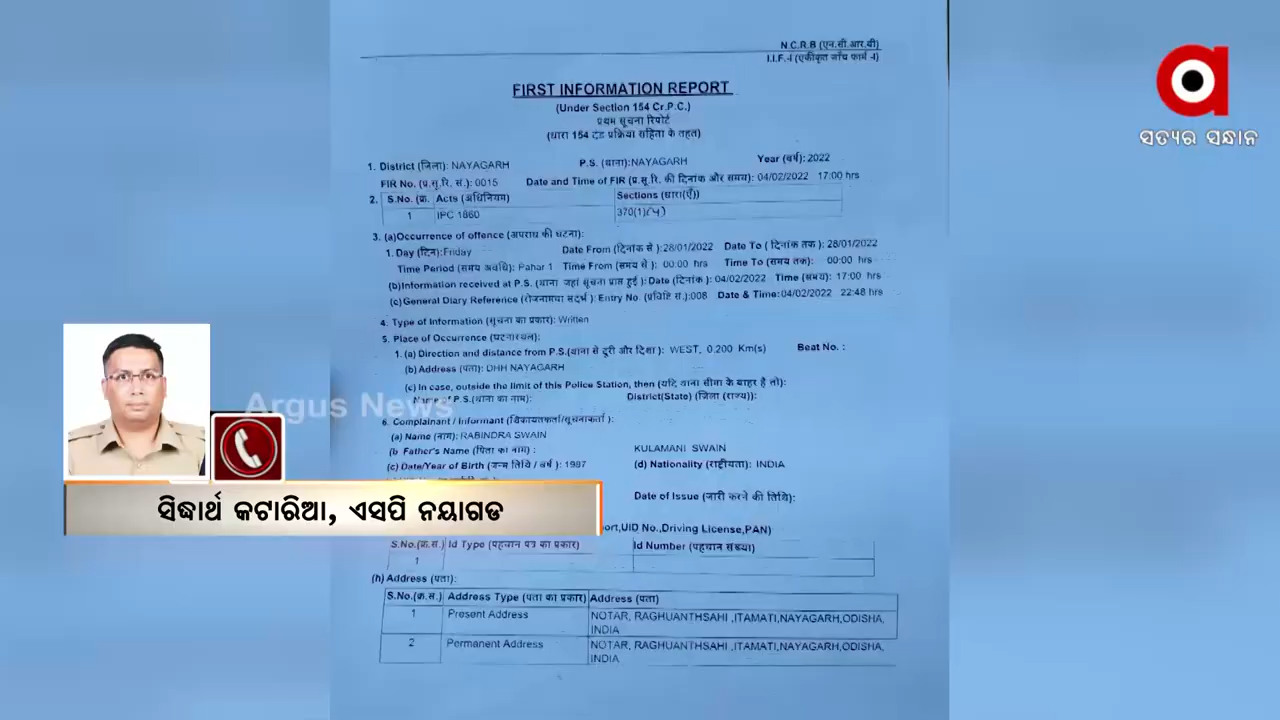 N.C.R.B (एन.सी.आर.बी)
I.I.F.-I (एकीकृत जाँच फार्म -I)
FIRST INFORMATION REPORT
(Under Section 154 Cr.P.C.)
प्रथम सूचना रिपोर्ट
(धारा 154 दंड प्रक्रिया संहिता के तहत)
ସତ୍ୟର ସନ୍ଧାନ
1. District (जिला): NAYAGARH P.S. (थाना):NAYAGARH Year (वर्ष): 2022
FIR No. (प्र.सू.रि. सं.): 0015 Date and Time of FIR (प्र.सू.रि. की दिनांक और समय): 04/02/2022 17:00 hrs
2. S.No. (क्र. Acts (अधिनियम) Sections (धारा(एँ))
1 IPC 1860 370(1)(4)
3. (a)Occurrence of offence (अपराध की घटना):
1. Day (दिन):Friday Date From (दिनांक से ):28/01/2022 Date To ( दिनांक तक ): 28/01/2022
Time Period (समय अवधि): Pahar 1 Time From (समय से ): 00:00 hrs Time To (समय तक): 00:00 hrs
(b)Information received at P.S. (थाना जहां सूचना प्राप्त हुई ): Date (दिनांक ): 04/02/2022 Time (समय): 17:00 hrs
(c)General Diary Reference (रोजनामचा संदर्भ ): Entry No. (प्रविष्टि सं.):008 Date & Time:04/02/2022 22:48 hrs
4. Type of Information (सूचना का प्रकार): Written
5. Place of Occurrence (घटनास्थल):
1. (a) Direction and distance from P.S.(थाना से दूरी और दिशा ): WEST, 0.200 Km(s) Beat No. :
(b) Address (पता): DHH NAYAGARH
(c) In case, outside the limit of this Police Station, then (यदि थाना सीमा के बाहर है तो):
Name of P.S.(थाना का नाम): District(State) (जिला (राज्य)):
Argus News
6. Complainant / Informant (शिकायतकर्ता/सूचनाकर्ता ):
(a) Name (नाम): RABINDRA SWAIN
(b Father's Name (पिता का नाम) : KULAMANI SWAIN
(c) Date/Year of Birth (जन्म तिथि / वर्ष ): 1987 (d) Nationality (राष्ट्रीयता): INDIA
Date of Issue (जारी करने की तिथि):
ସିଦ୍ଧାର୍ଥ କଟାରିଆ, ଏସପି ନୟାଗଡ
ort,UID No.,Driving License,PAN)
S.No.(क्र.सं.) Id Type (पहचान पत्र का प्रकार) Id Number (पहचान संख्या)
1
(h) Address (पता):
S.No.(क्र.सं.) Address Type (पता का प्रकार) Address (पता)
1 Present Address NOTAR, RAGHUANTHSAHI ,ITAMATI,NAYAGARH,ODISHA,
INDIA
2 Permanent Address NOTAR, RAGHUANTHSAHI ,ITAMATI,NAYAGARH,ODISHA,
INDIA